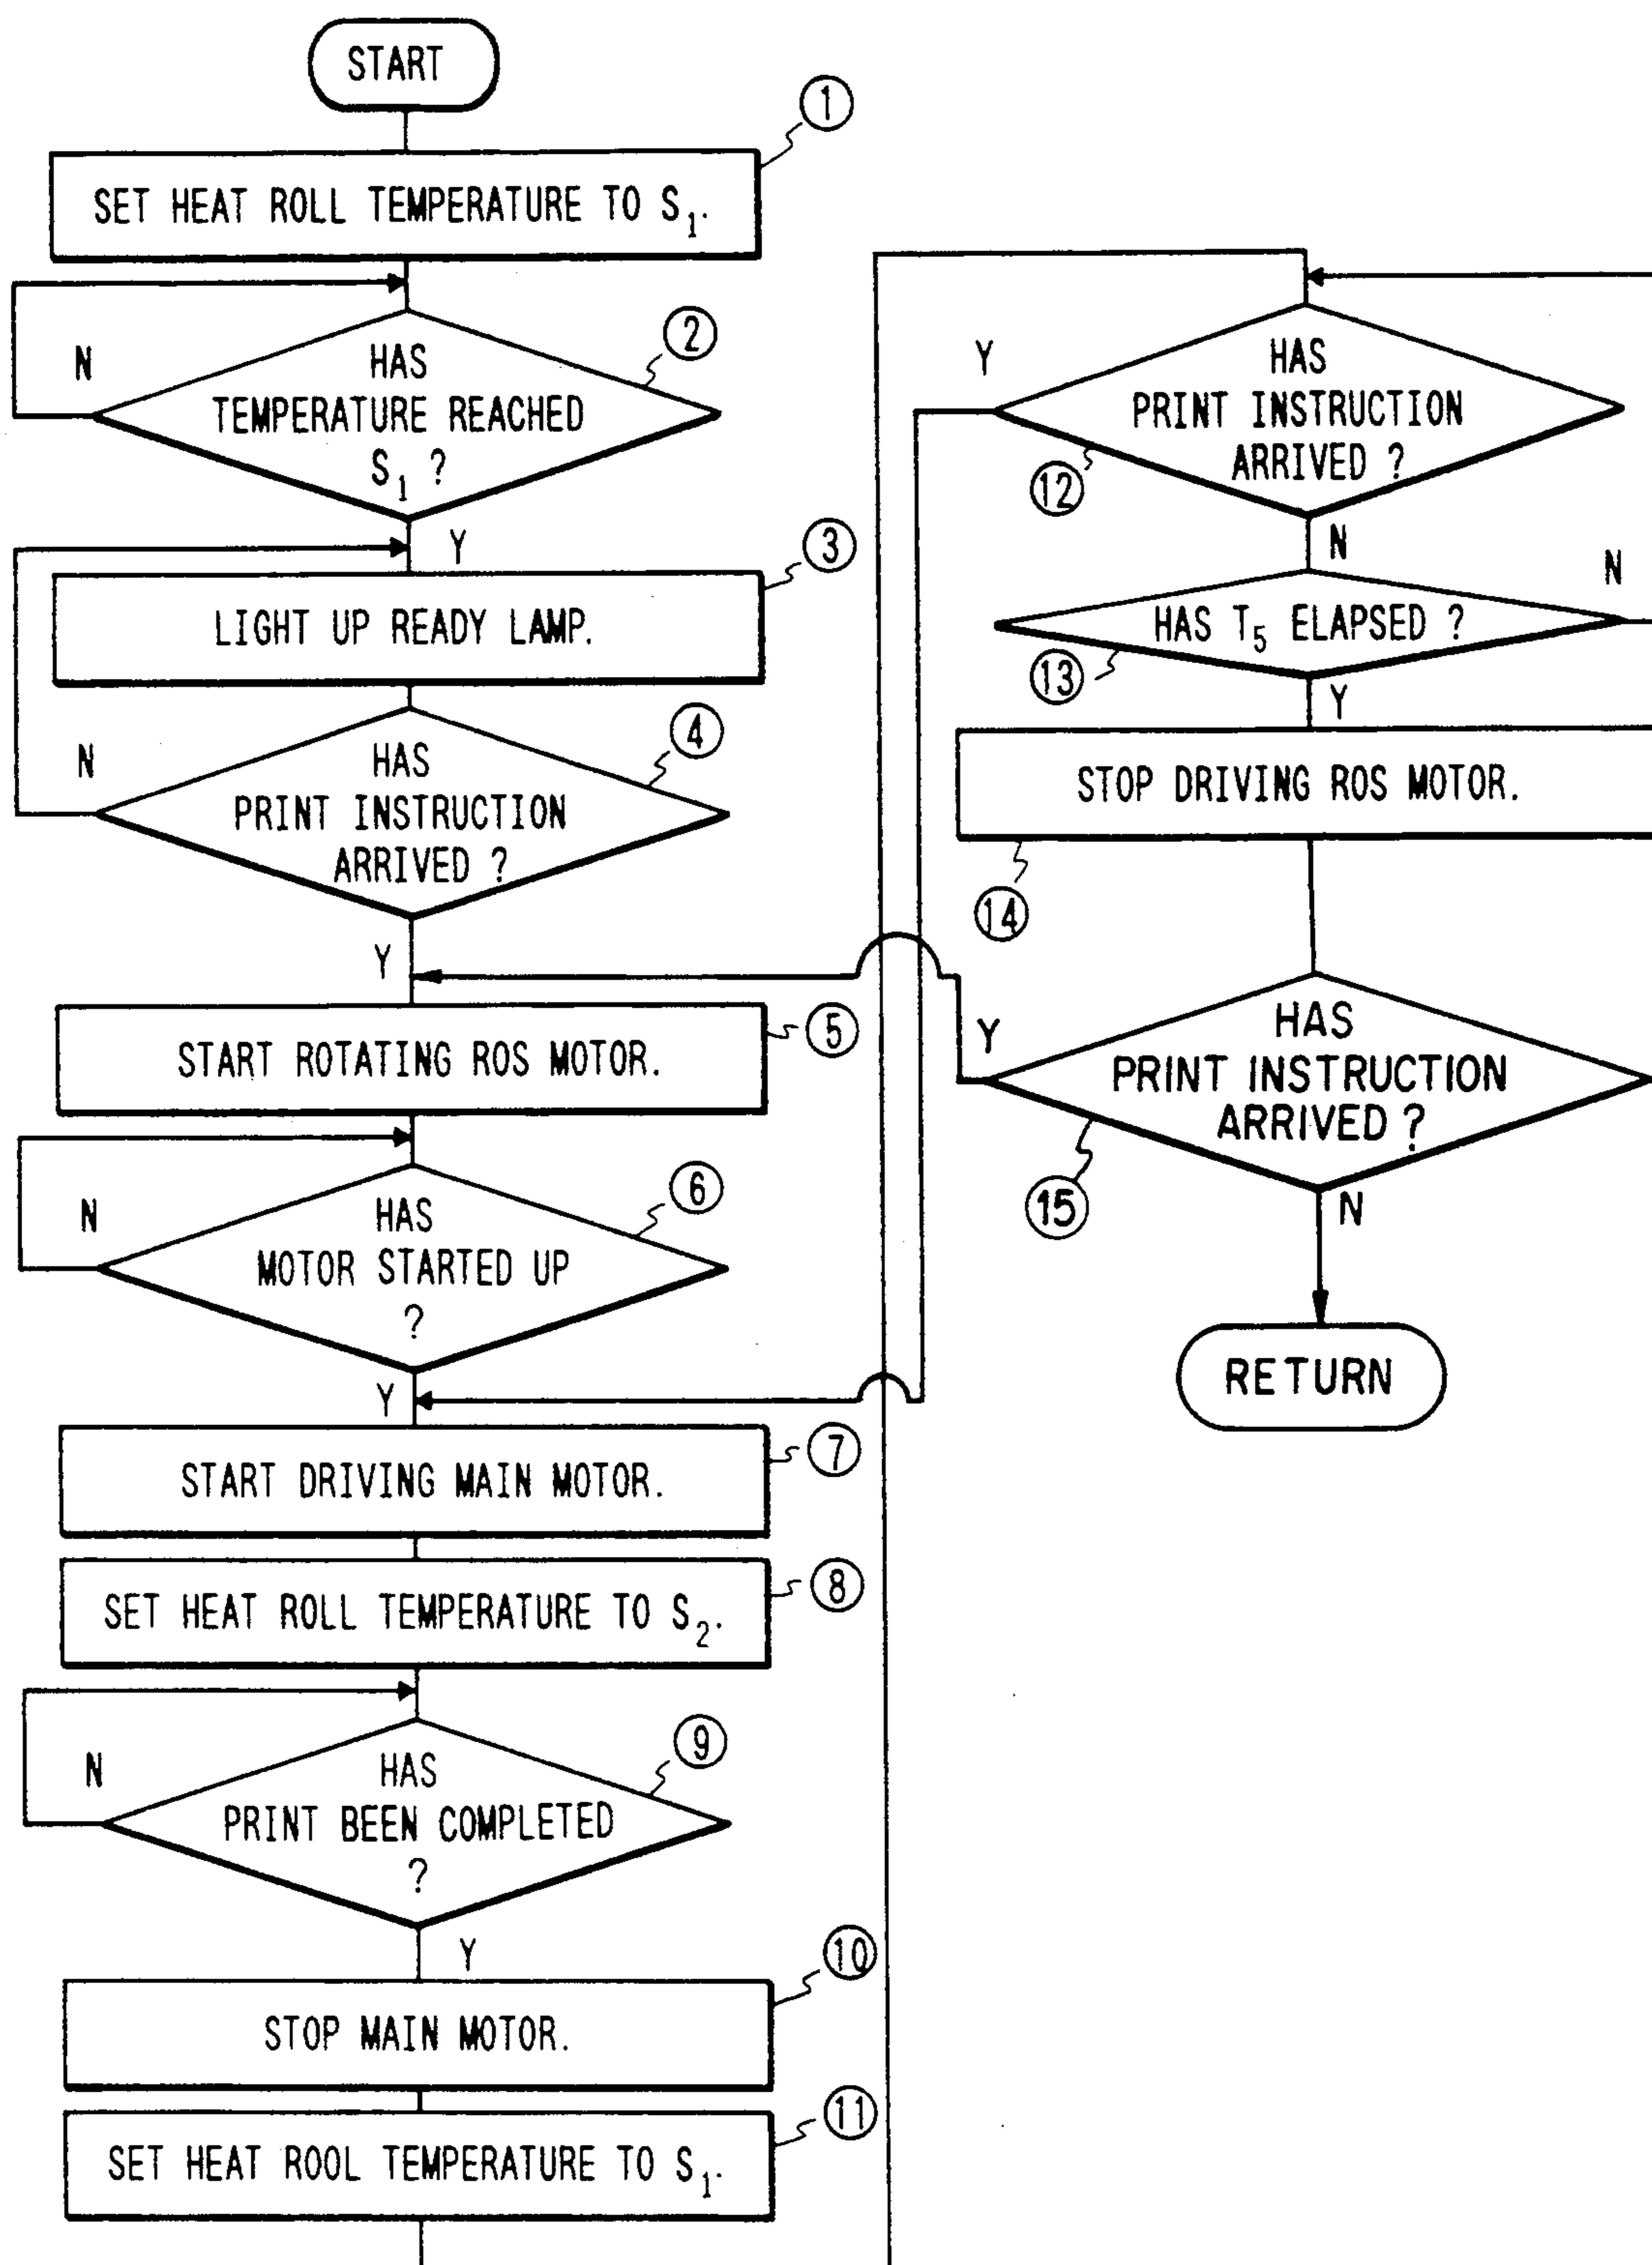 START
①
SET HEAT ROLL TEMPERATURE TO S₁.
②
N
HAS
TEMPERATURE REACHED
S₁ ?
Y
③
LIGHT UP READY LAMP.
④
N
HAS
PRINT INSTRUCTION
ARRIVED ?
Y
⑤
START ROTATING ROS MOTOR.
⑥
N
HAS
MOTOR STARTED UP
?
Y
⑦
START DRIVING MAIN MOTOR.
⑧
SET HEAT ROLL TEMPERATURE TO S₂.
⑨
N
HAS
PRINT BEEN COMPLETED
?
Y
⑩
STOP MAIN MOTOR.
⑪
SET HEAT ROOL TEMPERATURE TO S₁.
Y
HAS
PRINT INSTRUCTION
ARRIVED ?
⑫
N
N
HAS T₅ ELAPSED ?
⑬
Y
STOP DRIVING ROS MOTOR.
⑭
Y
HAS
PRINT INSTRUCTION
ARRIVED ?
⑮
N
RETURN